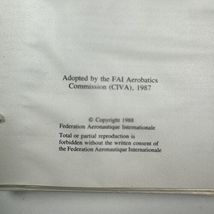 Adopted by the FAI Aerobatics
Commission (CIVA), 1987
© Copyright 1988
Federation Aeronautique Internationale
Total or partial reproduction is
forbidden without the written consent of
the Federation Aeronautique Internationale